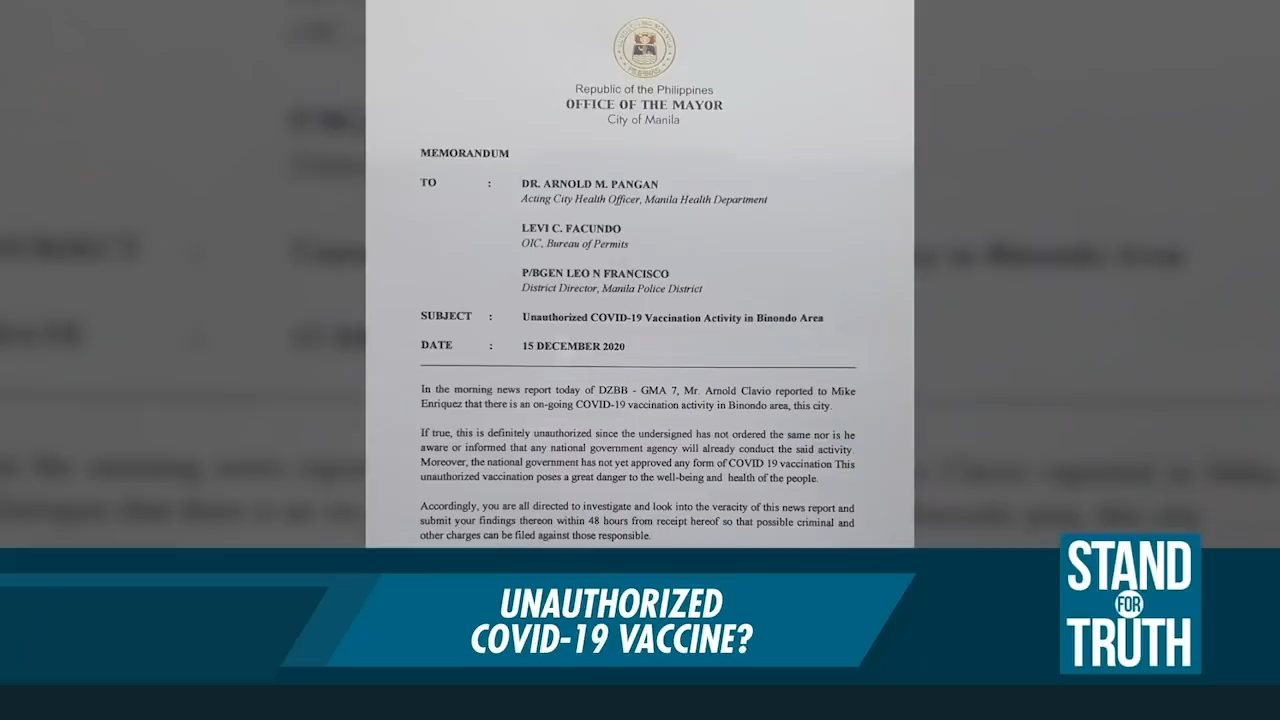 Republic of the Philippines
OFFICE OF THE MAYOR
City of Manila
MEMORANDUM
TO : DR. ARNOLD M. PANGAN
Acting City Health Officer, Manila Health Department
LEVI C. FACUNDO
OIC, Bureau of Permits
P/BGEN LEO N FRANCISCO
District Director, Manila Police District
SUBJECT : Unauthorized COVID-19 Vaccination Activity in Binondo Area
DATE : 15 DECEMBER 2020
In the morning news report today of DZBB - GMA 7, Mr. Arnold Clavio reported to Mike
Enriquez that there is an on-going COVID-19 vaccination activity in Binondo area, this city.
If true, this is definitely unauthorized since the undersigned has not ordered the same nor is he
aware or informed that any national government agency will already conduct the said activity.
Moreover, the national government has not yet approved any form of COVID 19 vaccination This
unauthorized vaccination poses a great danger to the well-being and health of the people.
Accordingly, you are all directed to investigate and look into the veracity of this news report and
submit your findings thereon within 48 hours from receipt hereof so that possible criminal and
other charges can be filed against those responsible.
UNAUTHORIZED
COVID-19 VACCINE?
STAND
FOR
TRUTH